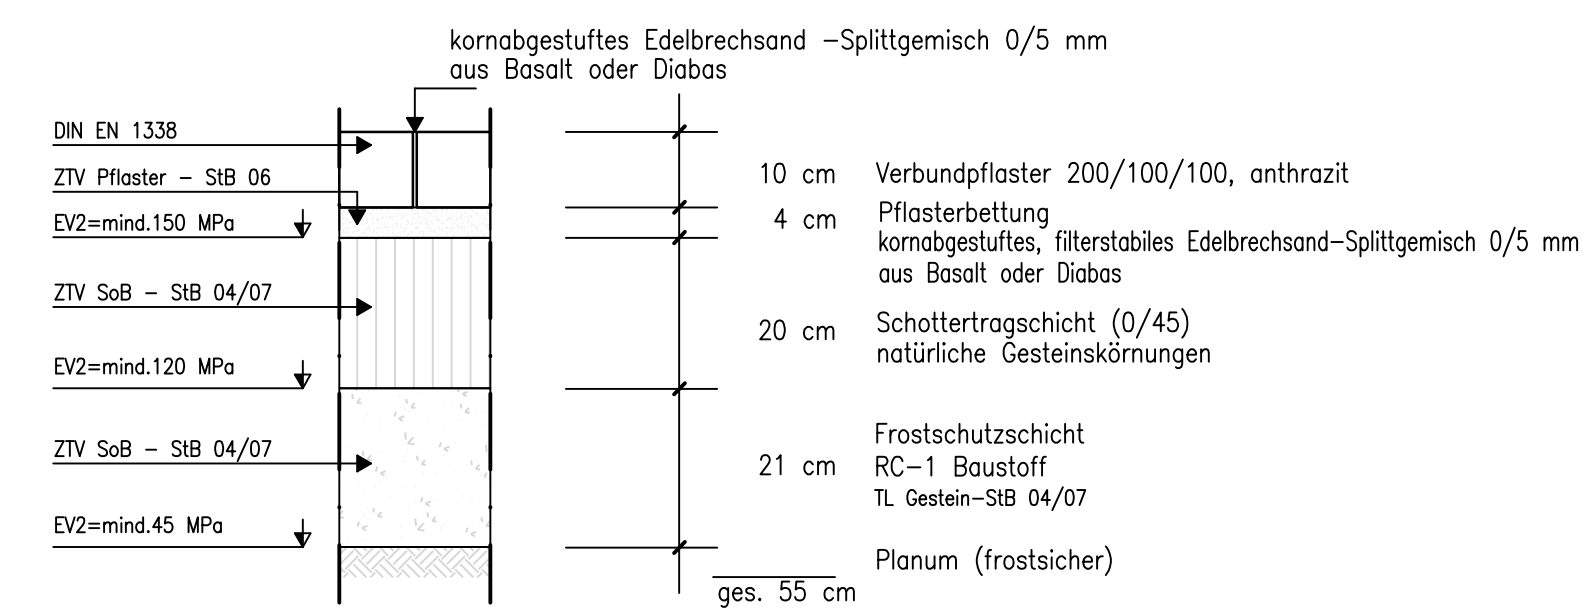 kornabgestuftes Edelbrechsand -Splittgemisch 0/5 mm
aus Basalt oder Diabas
DIN EN 1338
ZTV Pflaster - StB 06
EV2=mind.150 MPa
ZTV SoB - StB 04/07
EV2=mind.120 MPa
ZTV SoB - StB 04/07
EV2=mind.45 MPa
10 cm Verbundpflaster 200/100/100, anthrazit
4 cm Pflasterbettung
kornabgestuftes, filterstabiles Edelbrechsand-Splittgemisch 0/5 mm
aus Basalt oder Diabas
20 cm Schottertragschicht (0/45)
natürliche Gesteinskörnungen
Frostschutzschicht
21 cm RC-1 Baustoff
TL Gestein-StB 04/07
Planum (frostsicher)
ges. 55 cm